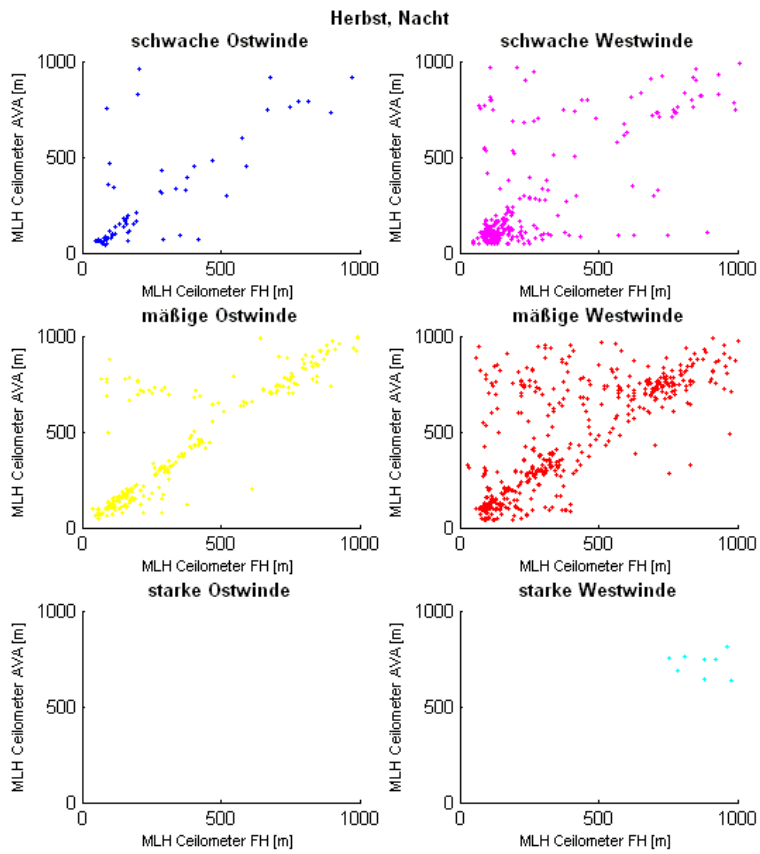 Herbst, Nacht
schwache Ostwinde
schwache Westwinde
1000
500
0
MLH Ceilometer AVA [m]
0 500 1000
MLH Ceilometer FH [m]
1000
500
0
MLH Ceilometer AVA [m]
0 500 1000
MLH Ceilometer FH [m]
mäßige Ostwinde
mäßige Westwinde
1000
500
0
MLH Ceilometer AVA [m]
0 500 1000
MLH Ceilometer FH [m]
1000
500
0
MLH Ceilometer AVA [m]
0 500 1000
MLH Ceilometer FH [m]
starke Ostwinde
starke Westwinde
1000
500
0
MLH Ceilometer AVA [m]
0 500 1000
MLH Ceilometer FH [m]
1000
500
0
MLH Ceilometer AVA [m]
0 500 1000
MLH Ceilometer FH [m]